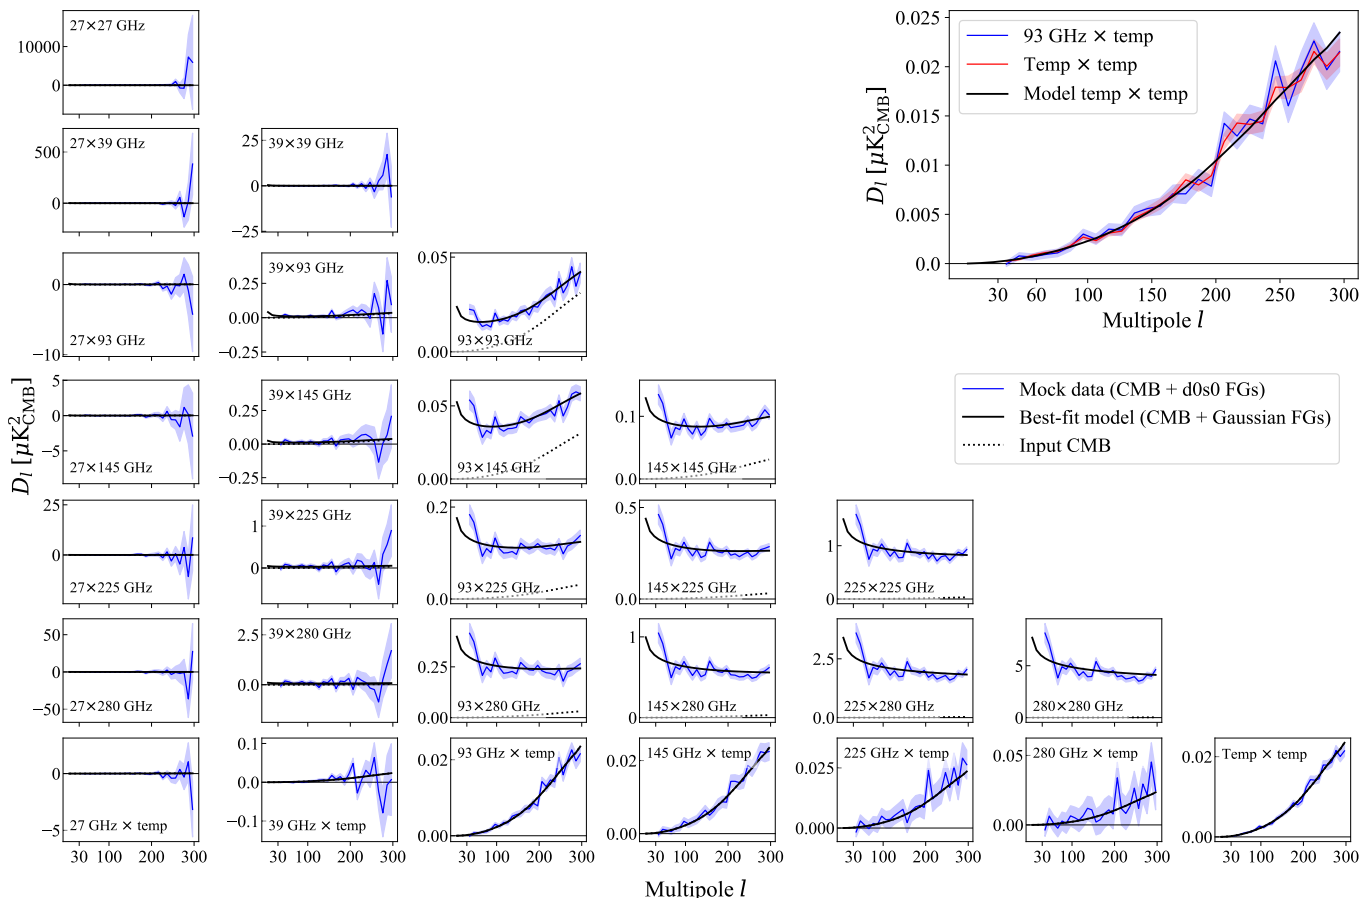 27×27 GHz
10000
0
0.025
0.020
0.015
0.010
0.005
0.0
D_l [μK²_CMB]
93 GHz × temp
Temp × temp
Model temp × temp
30 60 100 150 200 250 300
Multipole l
27×39 GHz
500
0
39×39 GHz
25
0
−25
27×93 GHz
0
−10
39×93 GHz
0.25
0.00
−0.25
93×93 GHz
0.05
0.00
Mock data (CMB + d0s0 FGs)
Best-fit model (CMB + Gaussian FGs)
Input CMB
D_l [μK²_CMB]
27×145 GHz
5
0
−5
39×145 GHz
0.25
0.00
−0.25
93×145 GHz
0.05
0.00
145×145 GHz
0.1
0.0
27×225 GHz
25
0
39×225 GHz
1
0
93×225 GHz
0.2
0.0
145×225 GHz
0.5
0.0
225×225 GHz
1
0
27×280 GHz
50
0
−50
39×280 GHz
2.5
0.0
93×280 GHz
0.25
0.00
145×280 GHz
1
0
225×280 GHz
2.5
0.0
280×280 GHz
5
0
27 GHz × temp
0
−5
39 GHz × temp
0.1
0.0
−0.1
93 GHz × temp
0.02
0.00
145 GHz × temp
0.02
0.00
225 GHz × temp
0.025
0.000
280 GHz × temp
0.05
0.00
Temp × temp
0.02
0.00
30 100 200 300
30 100 200 300
30 100 200 300
30 100 200 300
30 100 200 300
30 100 200 300
30 100 200 300
Multipole l